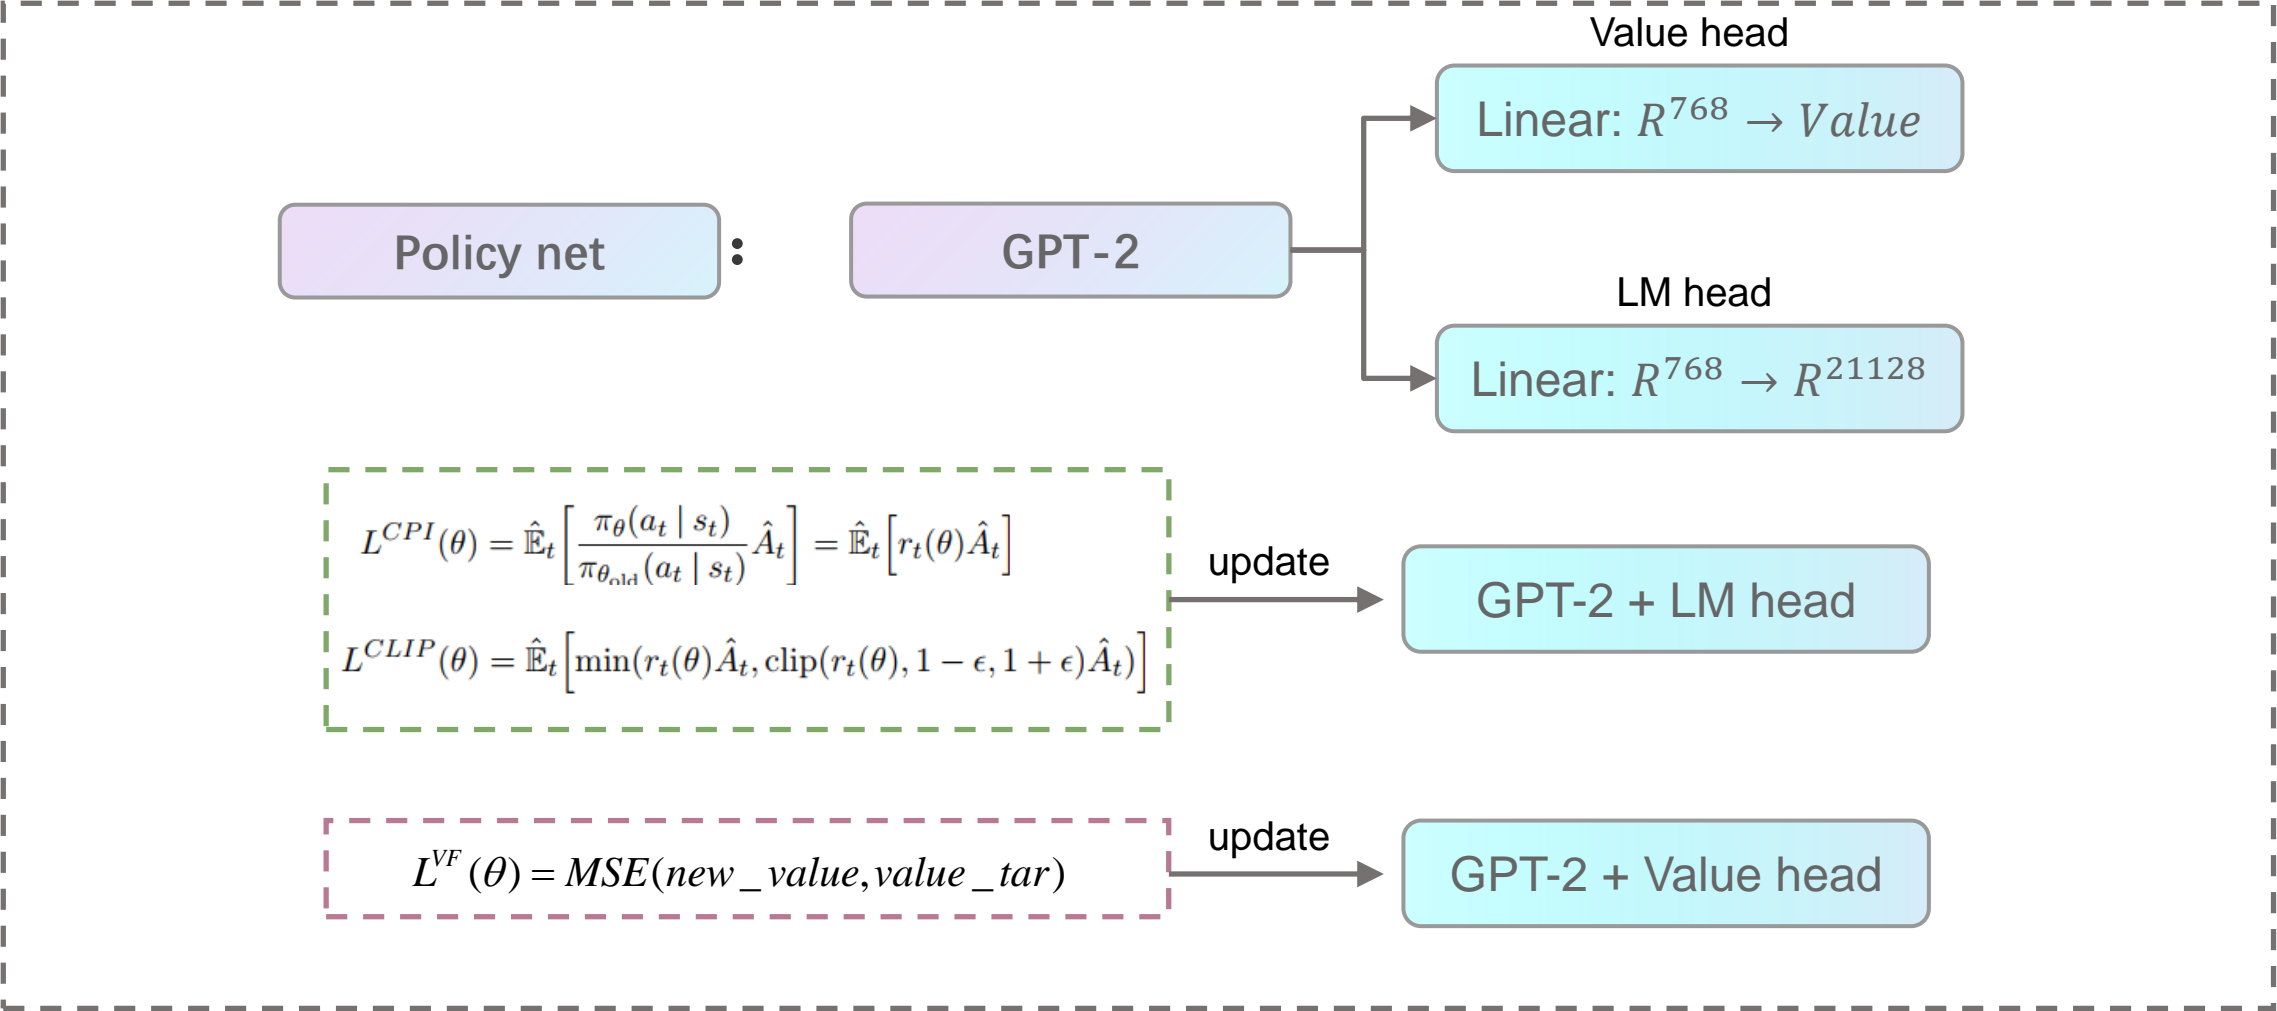 Value head
Linear: R^768 → Value
Policy net :
GPT-2
LM head
Linear: R^768 → R^21128
L^CPI(θ) = Ê_t[π_θ(a_t | s_t) / π_θ_old(a_t | s_t) Â_t] = Ê_t[r_t(θ)Â_t]
update
GPT-2 + LM head
L^CLIP(θ) = Ê_t[min(r_t(θ)Â_t, clip(r_t(θ), 1 − ϵ, 1 + ϵ)Â_t)]
L^VF(θ) = MSE(new_value,value_tar)
update
GPT-2 + Value head